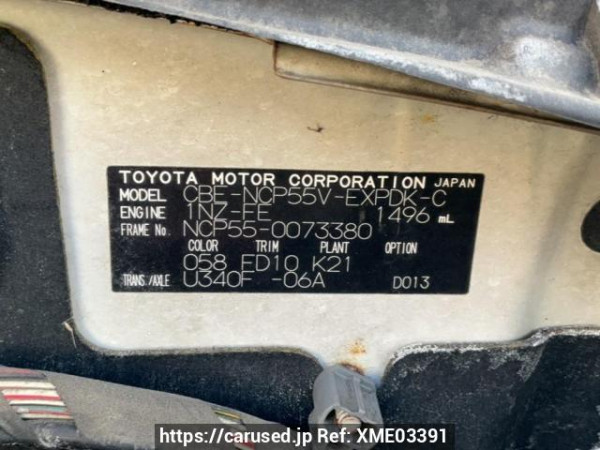 TOYOTA MOTOR CORPORATION JAPAN
MODEL CBE-NCP55V-EXPDK-C
ENGINE 1NZ-FE 1496 mL
FRAME No. NCP55-0073380
COLOR TRIM PLANT OPTION
058 FD10 K21
TRANS./AXLE U340F -06A D013
https://carused.jp Ref: XME03391